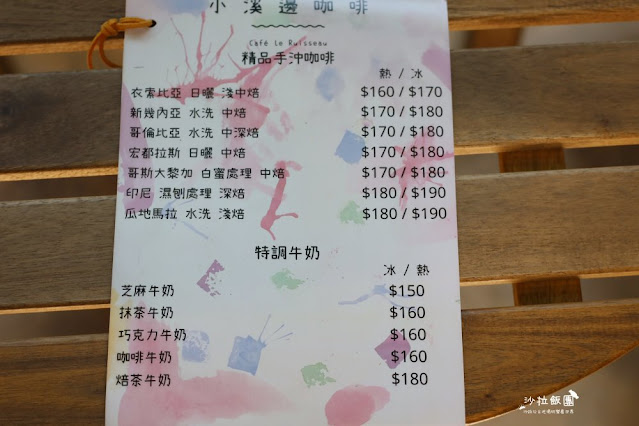 小溪邊咖啡
Café Le Ruisseau
精品手沖咖啡
熱 / 冰
衣索比亞 日曬 淺中焙 $160 / $170
新幾內亞 水洗 中焙 $170 / $180
哥倫比亞 水洗 中深焙 $170 / $180
宏都拉斯 日曬 中焙 $170 / $180
哥斯大黎加 白蜜處理 中焙 $170 / $180
印尼 濕刨處理 深焙 $180 / $190
瓜地馬拉 水洗 淺焙 $180 / $190
特調牛奶
冰 / 熱
芝麻牛奶 $150
抹茶牛奶 $160
巧克力牛奶 $160
咖啡牛奶 $160
焙茶牛奶 $180
沙拉飯團